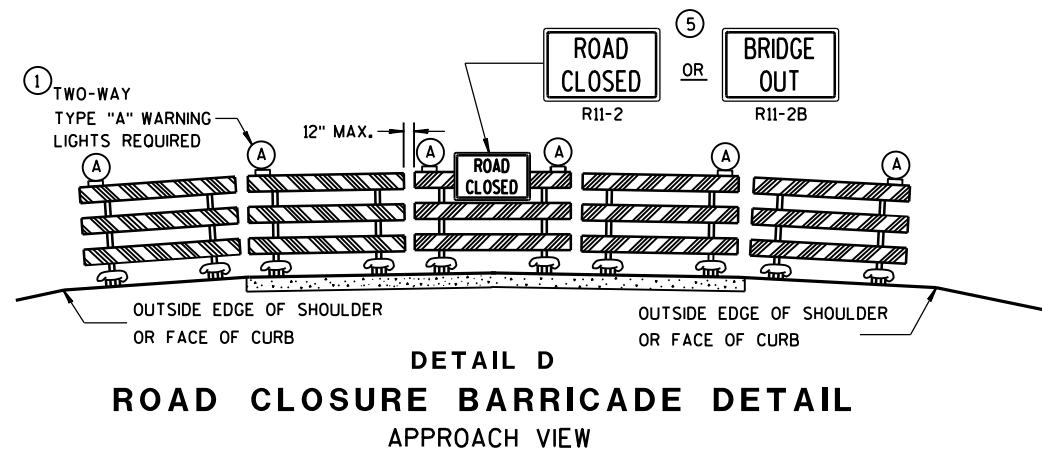 1
TWO-WAY
TYPE "A" WARNING
LIGHTS REQUIRED
12" MAX.
ROAD
CLOSED
R11-2
5
OR
BRIDGE
OUT
R11-2B
A
A
A
A
A
A
ROAD
CLOSED
OUTSIDE EDGE OF SHOULDER
OR FACE OF CURB
OUTSIDE EDGE OF SHOULDER
OR FACE OF CURB
DETAIL D
ROAD CLOSURE BARRICADE DETAIL
APPROACH VIEW